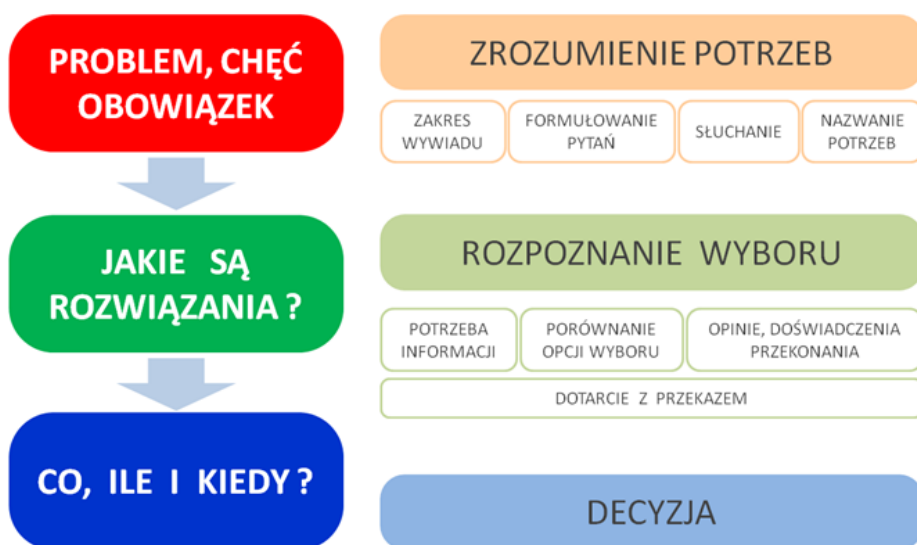 PROBLEM, CHĘĆ
OBOWIĄZEK
ZROZUMIENIE POTRZEB
ZAKRES
WYWIADU
FORMUŁOWANIE
PYTAŃ
SŁUCHANIE
NAZWANIE
POTRZEB
JAKIE SĄ
ROZWIĄZANIA ?
ROZPOZNANIE WYBORU
POTRZEBA
INFORMACJI
PORÓWNANIE
OPCJI WYBORU
OPINIE, DOŚWIADCZENIA
PRZEKONANIA
DOTARCIE Z PRZEKAZEM
CO, ILE I KIEDY ?
DECYZJA